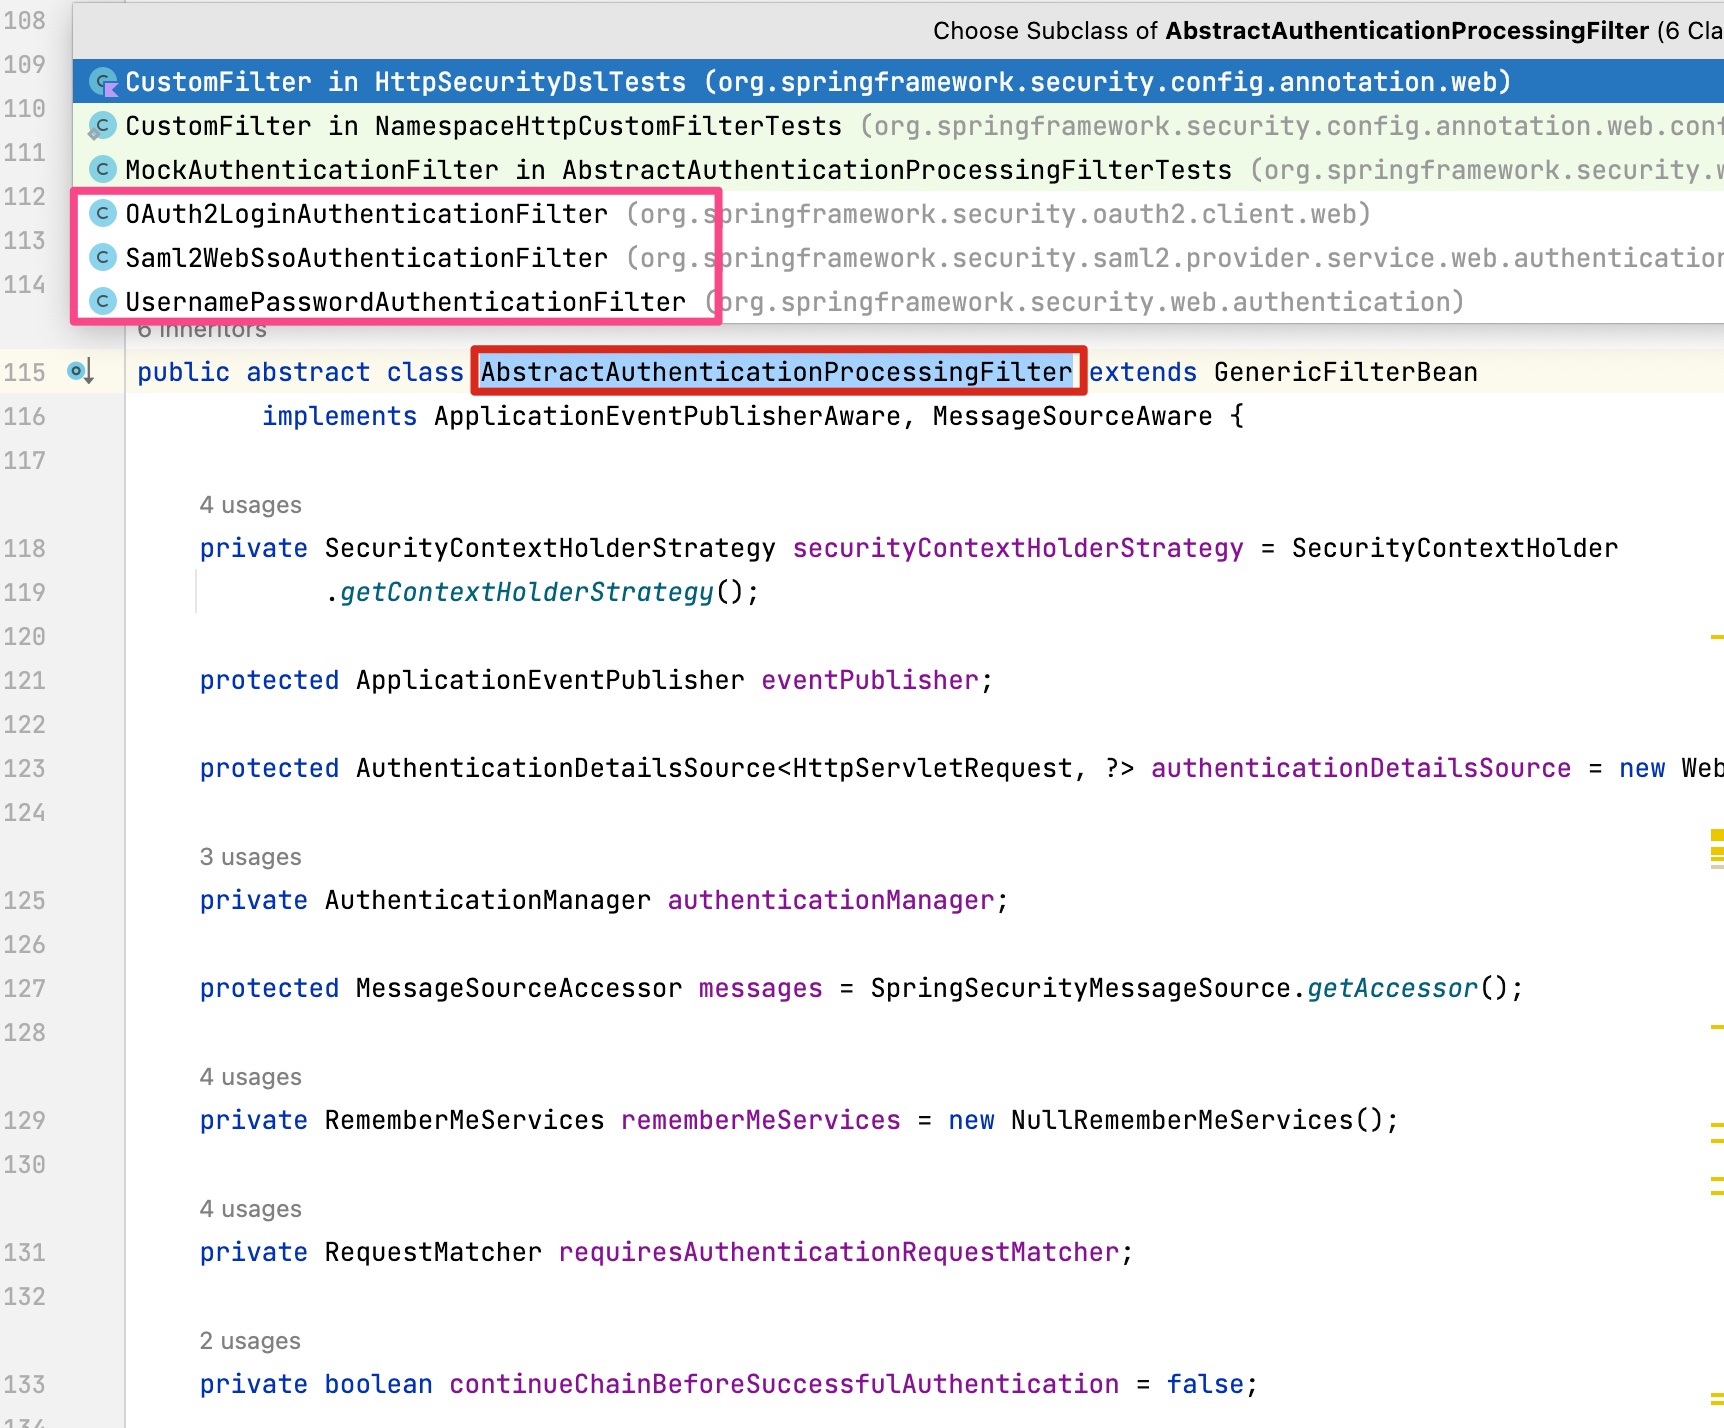 108
Choose Subclass of AbstractAuthenticationProcessingFilter (6 Cla
109
CustomFilter in HttpSecurityDslTests (org.springframework.security.config.annotation.web)
110
CustomFilter in NamespaceHttpCustomFilterTests (org.springframework.security.config.annotation.web.conf
111
MockAuthenticationFilter in AbstractAuthenticationProcessingFilterTests (org.springframework.security.w
112
OAuth2LoginAuthenticationFilter (org.springframework.security.oauth2.client.web)
113
Saml2WebSsoAuthenticationFilter (org.springframework.security.saml2.provider.service.web.authentication
114
UsernamePasswordAuthenticationFilter (org.springframework.security.web.authentication)
6 inheritors
115 public abstract class AbstractAuthenticationProcessingFilter extends GenericFilterBean
116 implements ApplicationEventPublisherAware, MessageSourceAware {
117
4 usages
118 private SecurityContextHolderStrategy securityContextHolderStrategy = SecurityContextHolder
119 .getContextHolderStrategy();
120
121 protected ApplicationEventPublisher eventPublisher;
122
123 protected AuthenticationDetailsSource<HttpServletRequest, ?> authenticationDetailsSource = new Web
124
3 usages
125 private AuthenticationManager authenticationManager;
126
127 protected MessageSourceAccessor messages = SpringSecurityMessageSource.getAccessor();
128
4 usages
129 private RememberMeServices rememberMeServices = new NullRememberMeServices();
130
4 usages
131 private RequestMatcher requiresAuthenticationRequestMatcher;
132
2 usages
133 private boolean continueChainBeforeSuccessfulAuthentication = false;
134